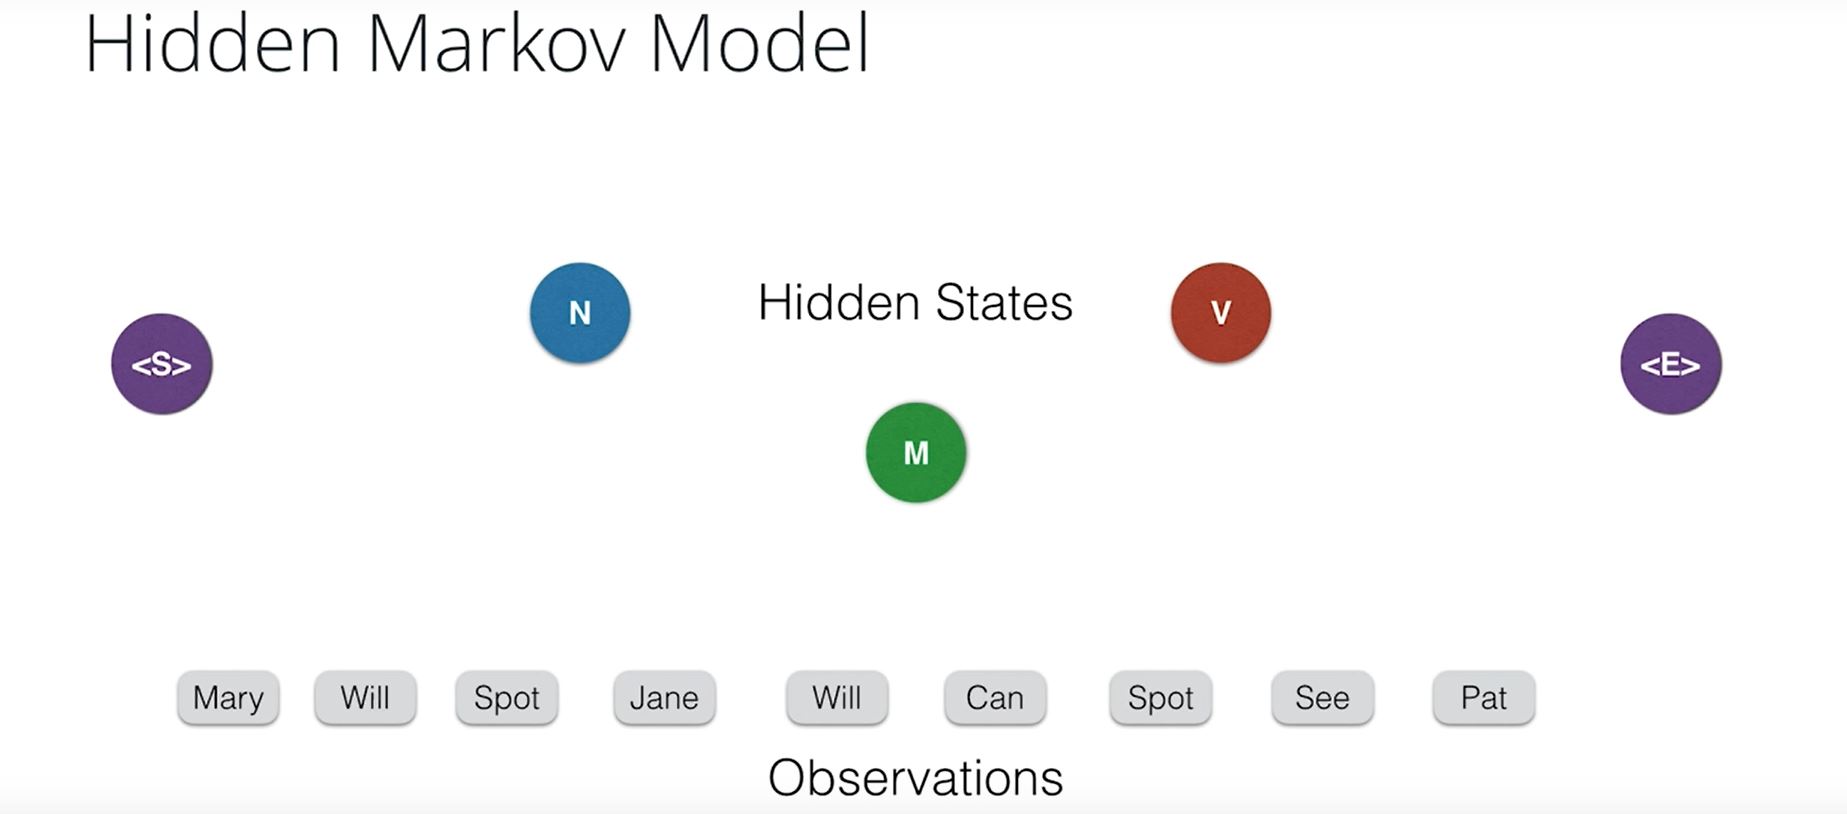 Hidden Markov Model
N
Hidden States
V
<S>
<E>
M
Mary Will Spot Jane Will Can Spot See Pat
Observations